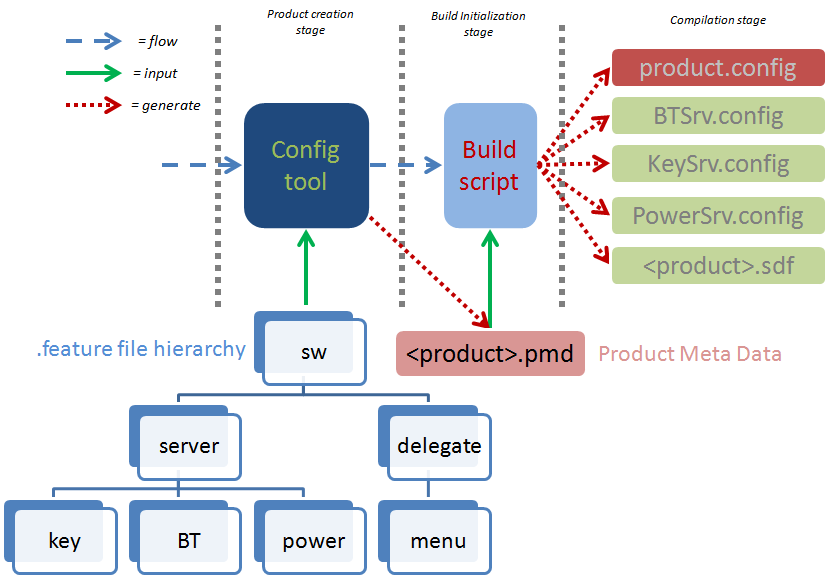 Product creation
stage
Build Initialization
stage
Compilation stage
= flow
= input
= generate
Config
tool
Build
script
product.config
BTSrv.config
KeySrv.config
PowerSrv.config
<product>.sdf
.feature file hierarchy
sw
<product>.pmd
Product Meta Data
server
delegate
key
BT
power
menu